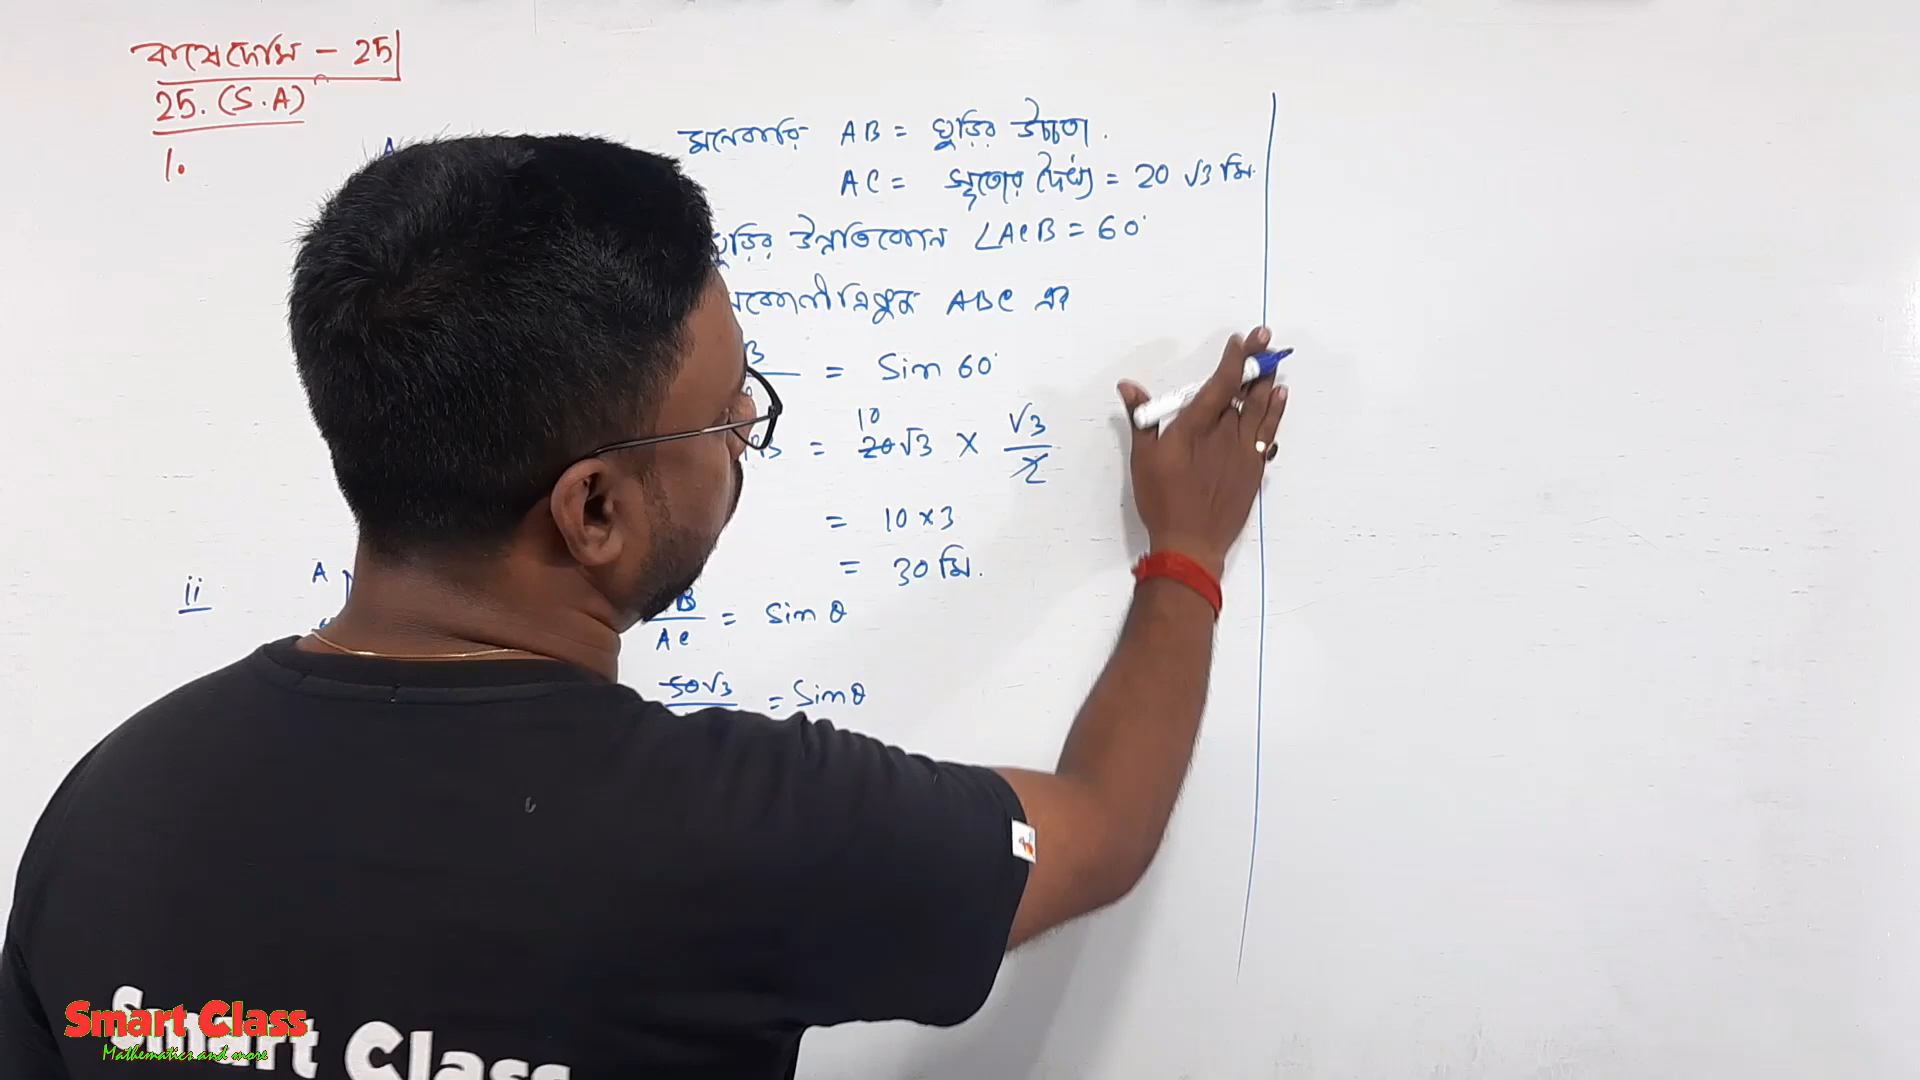 কষে দেখি - 25
25. (S.A)
1.
A
মনেকরি AB = ঘুড়ির উচ্চতা.
AC = সুতোর দৈর্ঘ্য = 20 √3 মি.
ঘুড়ির উন্নতিকোন ∠ACB = 60°
ত্রিভুজ ABC এর
= Sin 60°
10
= 20√3 × √3/2
= 10 × 3
= 30 মি.
ii
A
B/AC = Sin θ
50√3 = Sin θ
Smart Class
Smart Class
Mathematics and more